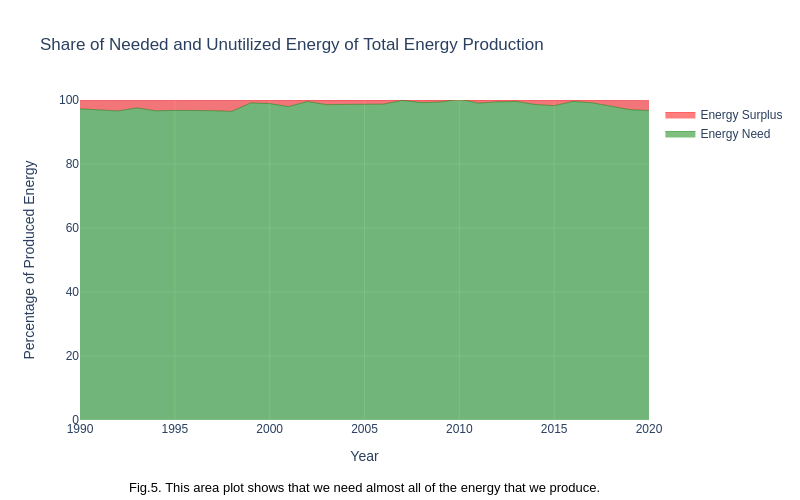 Share of Needed and Unutilized Energy of Total Energy Production
Energy Surplus
Energy Need
Percentage of Produced Energy
100
80
60
40
20
0
1990
1995
2000
2005
2010
2015
2020
Year
Fig.5. This area plot shows that we need almost all of the energy that we produce.